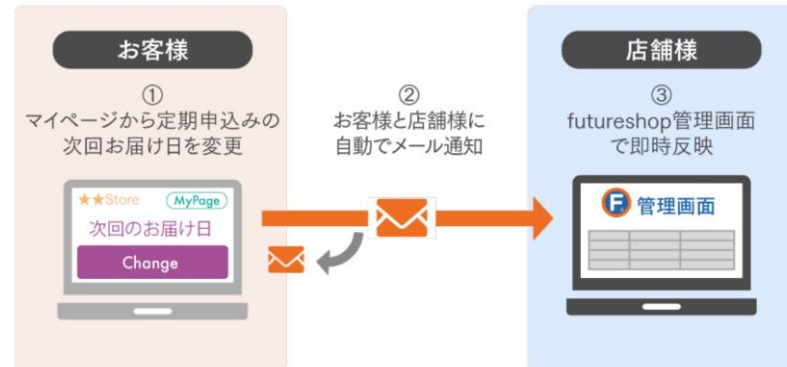 お客様
①
マイページから定期申込みの
次回お届け日を変更
★★Store
MyPage
次回のお届け日
Change
②
お客様と店舗様に
自動でメール通知
店舗様
③
futureshop管理画面
で即時反映
F 管理画面